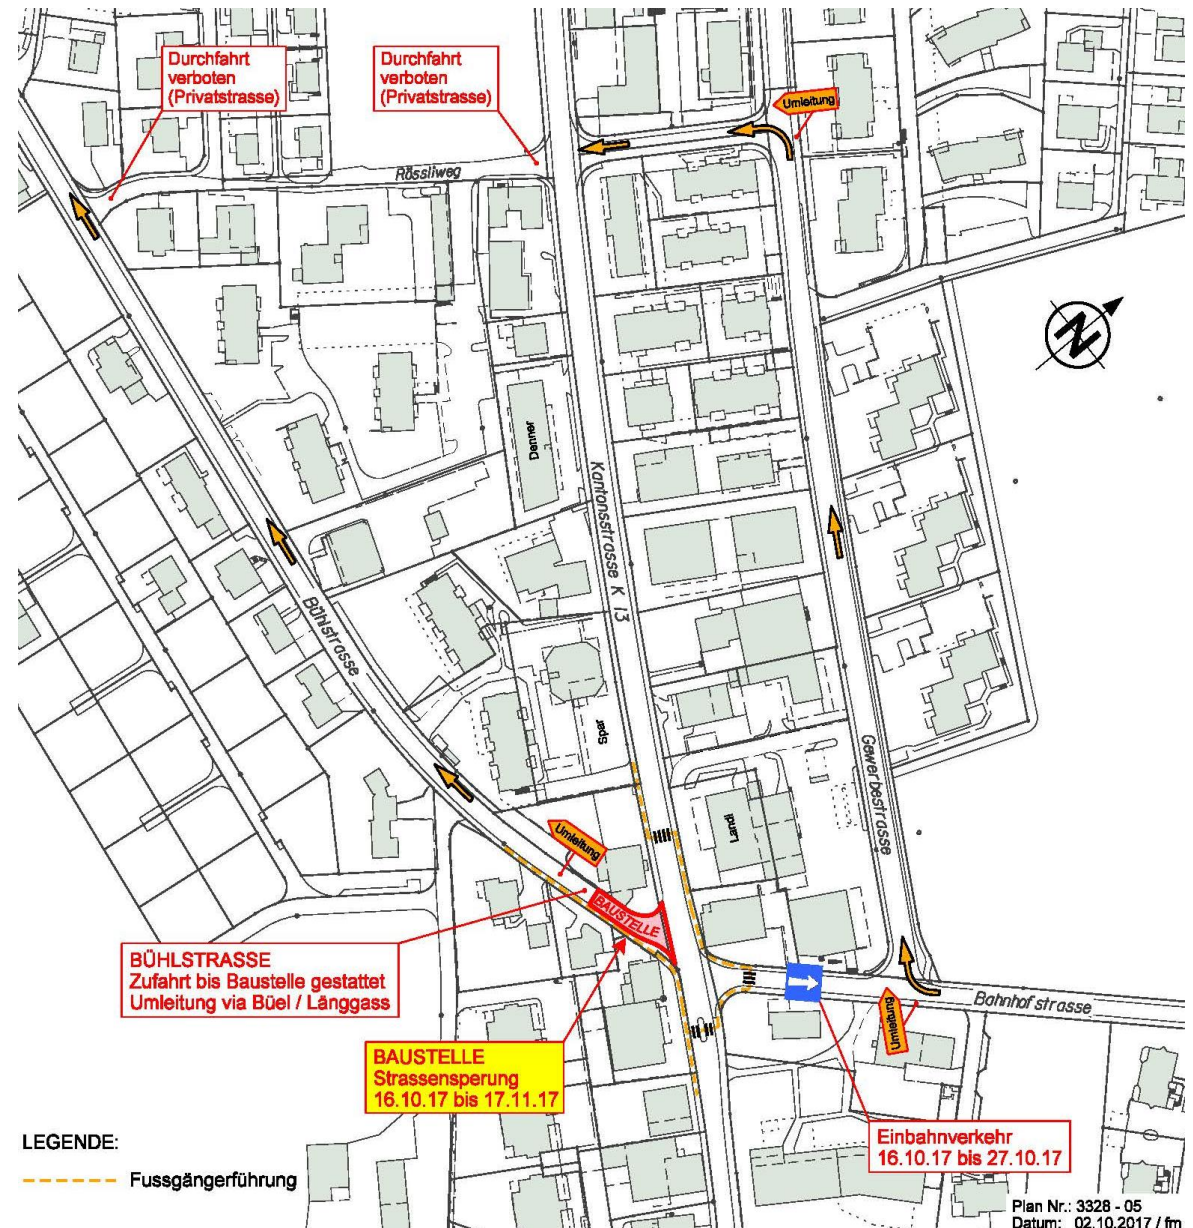 Durchfahrt
verboten
(Privatstrasse)
Durchfahrt
verboten
(Privatstrasse)
Umleitung
Rössliweg
N
Denner
Kantonsstrasse K 13
Bühlstrasse
Spar
Gewerbestrasse
Landi
Umleitung
BAUSTELLE
BÜHLSTRASSE
Zufahrt bis Baustelle gestattet
Umleitung via Büel / Länggass
Bahnhofstrasse
Umleitung
BAUSTELLE
Strassensperung
16.10.17 bis 17.11.17
Einbahnverkehr
16.10.17 bis 27.10.17
LEGENDE:
Fussgängerführung
Plan Nr.: 3328 - 05
Datum: 02.10.2017 / fm